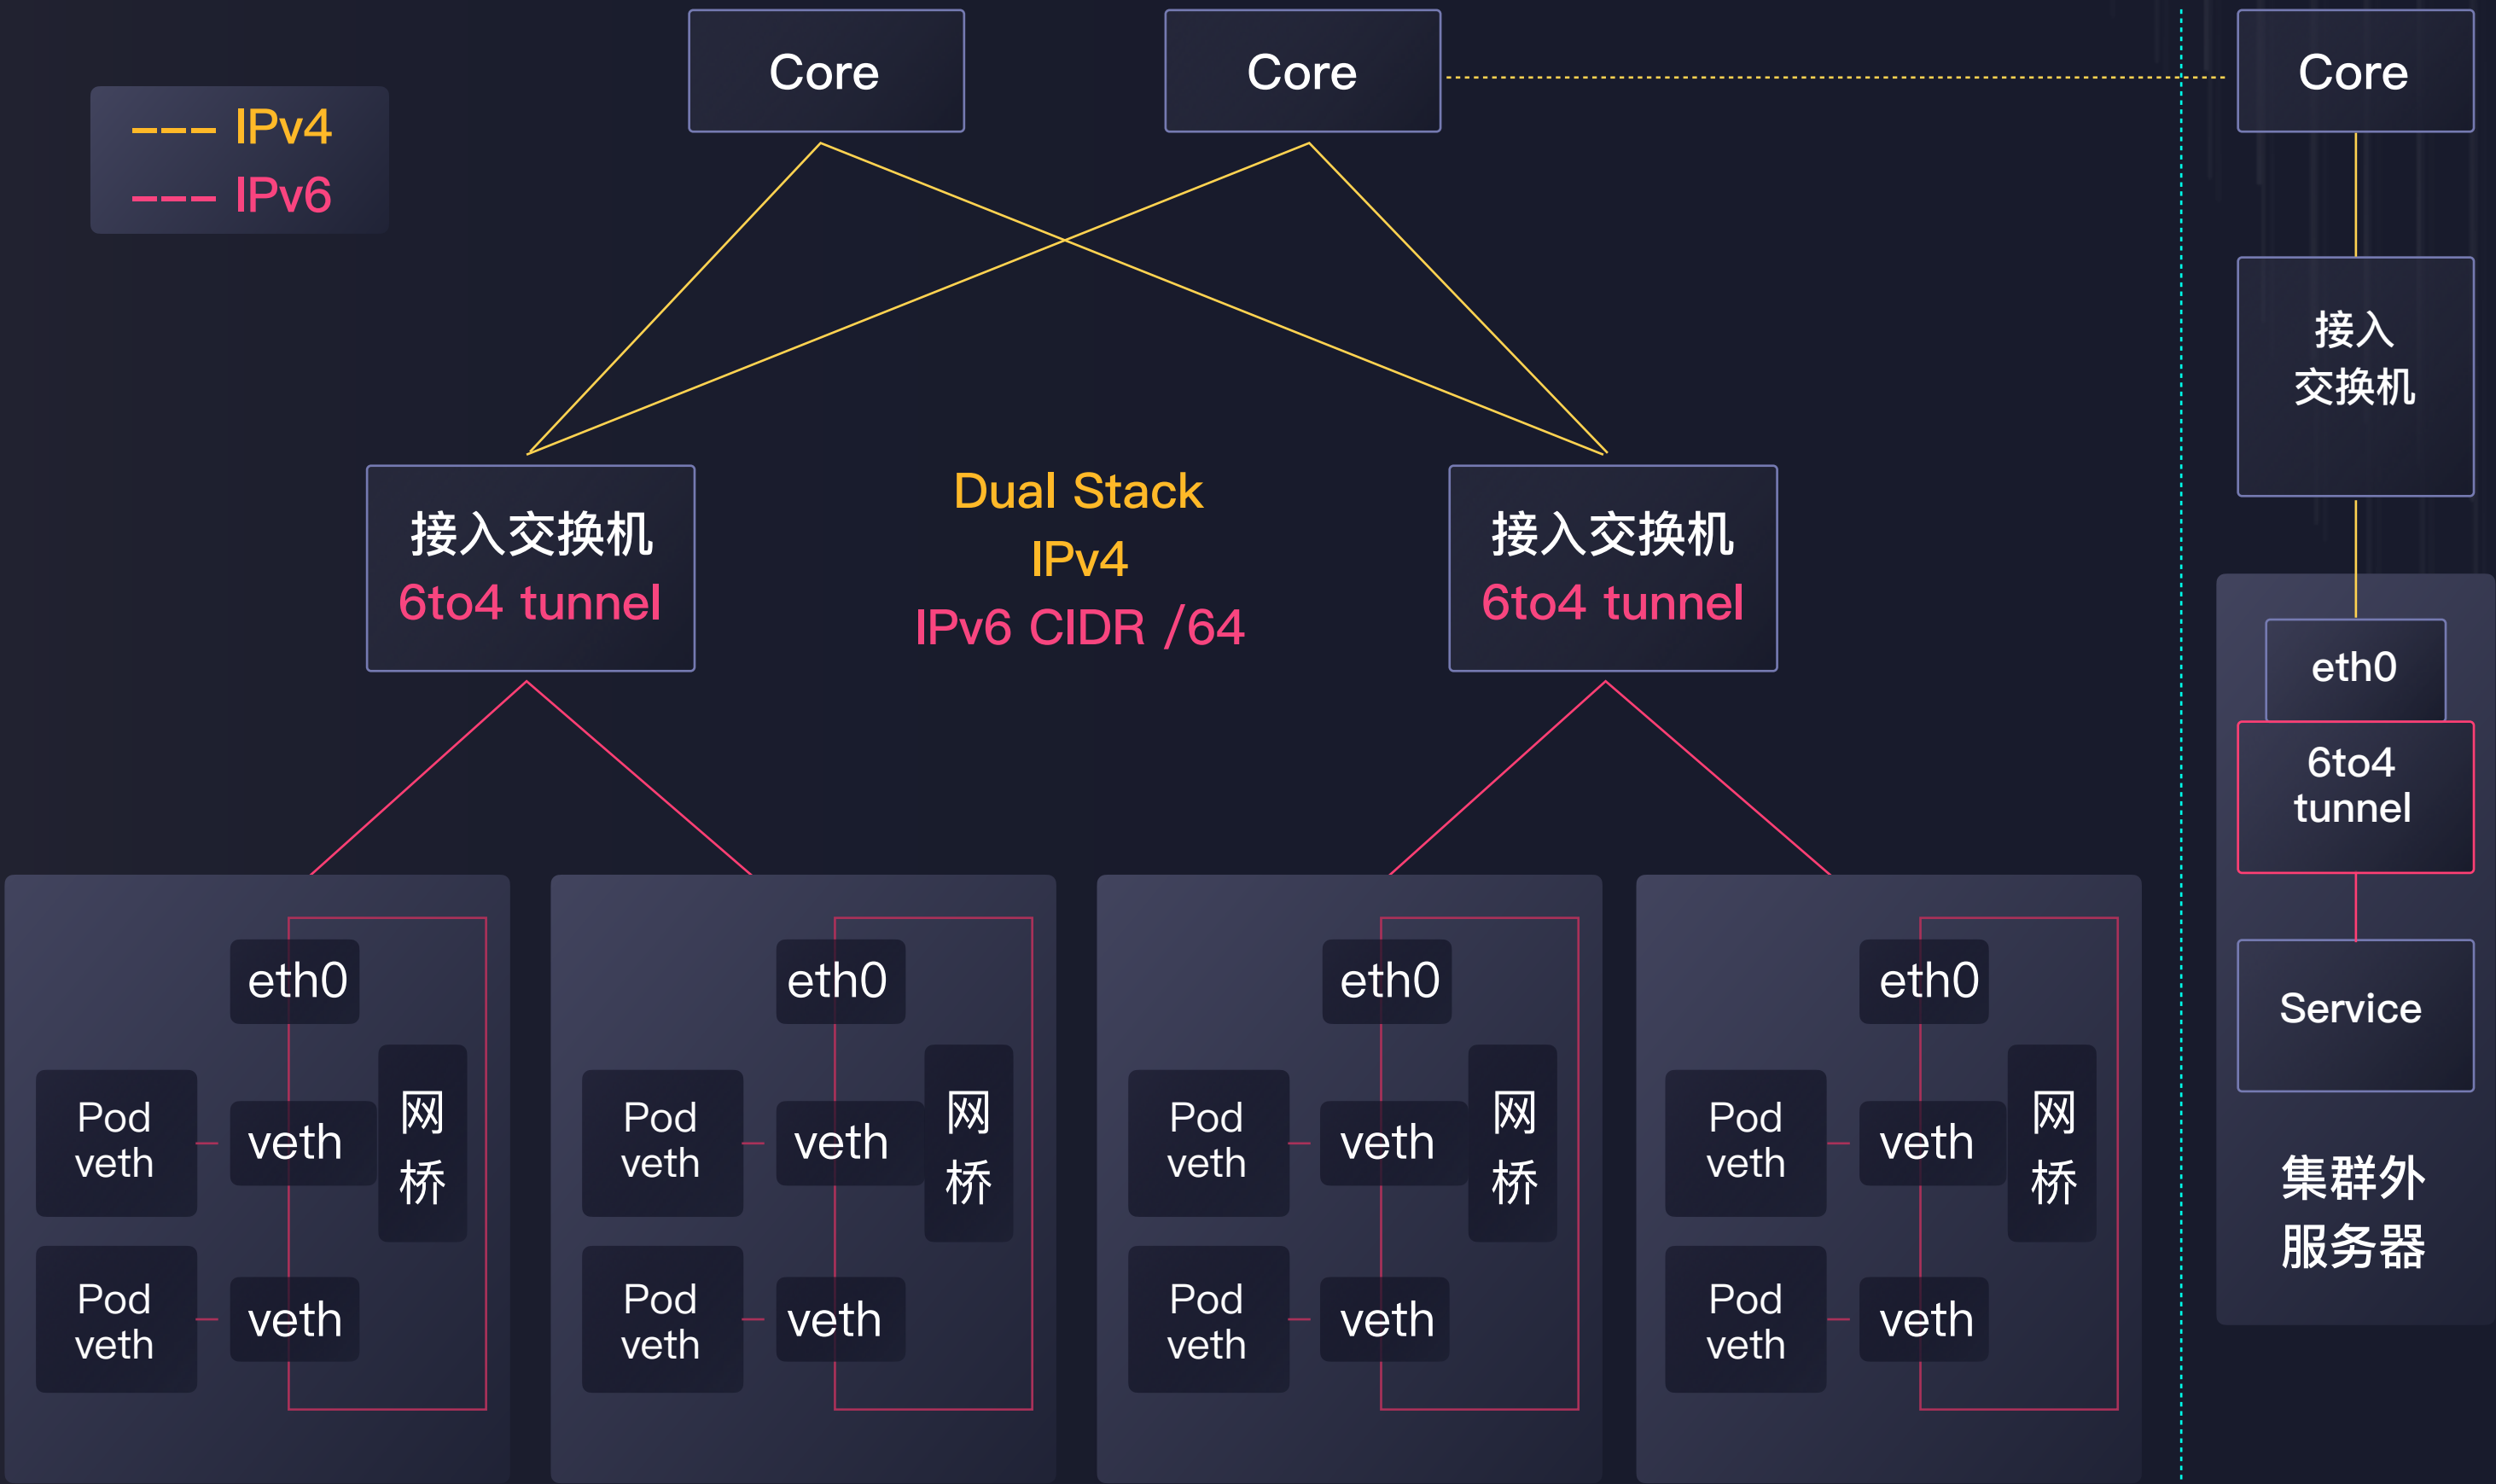 Core
Core
Core
IPv4
IPv6
接入
交换机
接入交换机
6to4 tunnel
Dual Stack
IPv4
IPv6 CIDR /64
接入交换机
6to4 tunnel
eth0
6to4
tunnel
Service
集群外
服务器
eth0
Pod
veth
veth
网
桥
Pod
veth
veth
eth0
Pod
veth
veth
网
桥
Pod
veth
veth
eth0
Pod
veth
veth
网
桥
Pod
veth
veth
eth0
Pod
veth
veth
网
桥
Pod
veth
veth